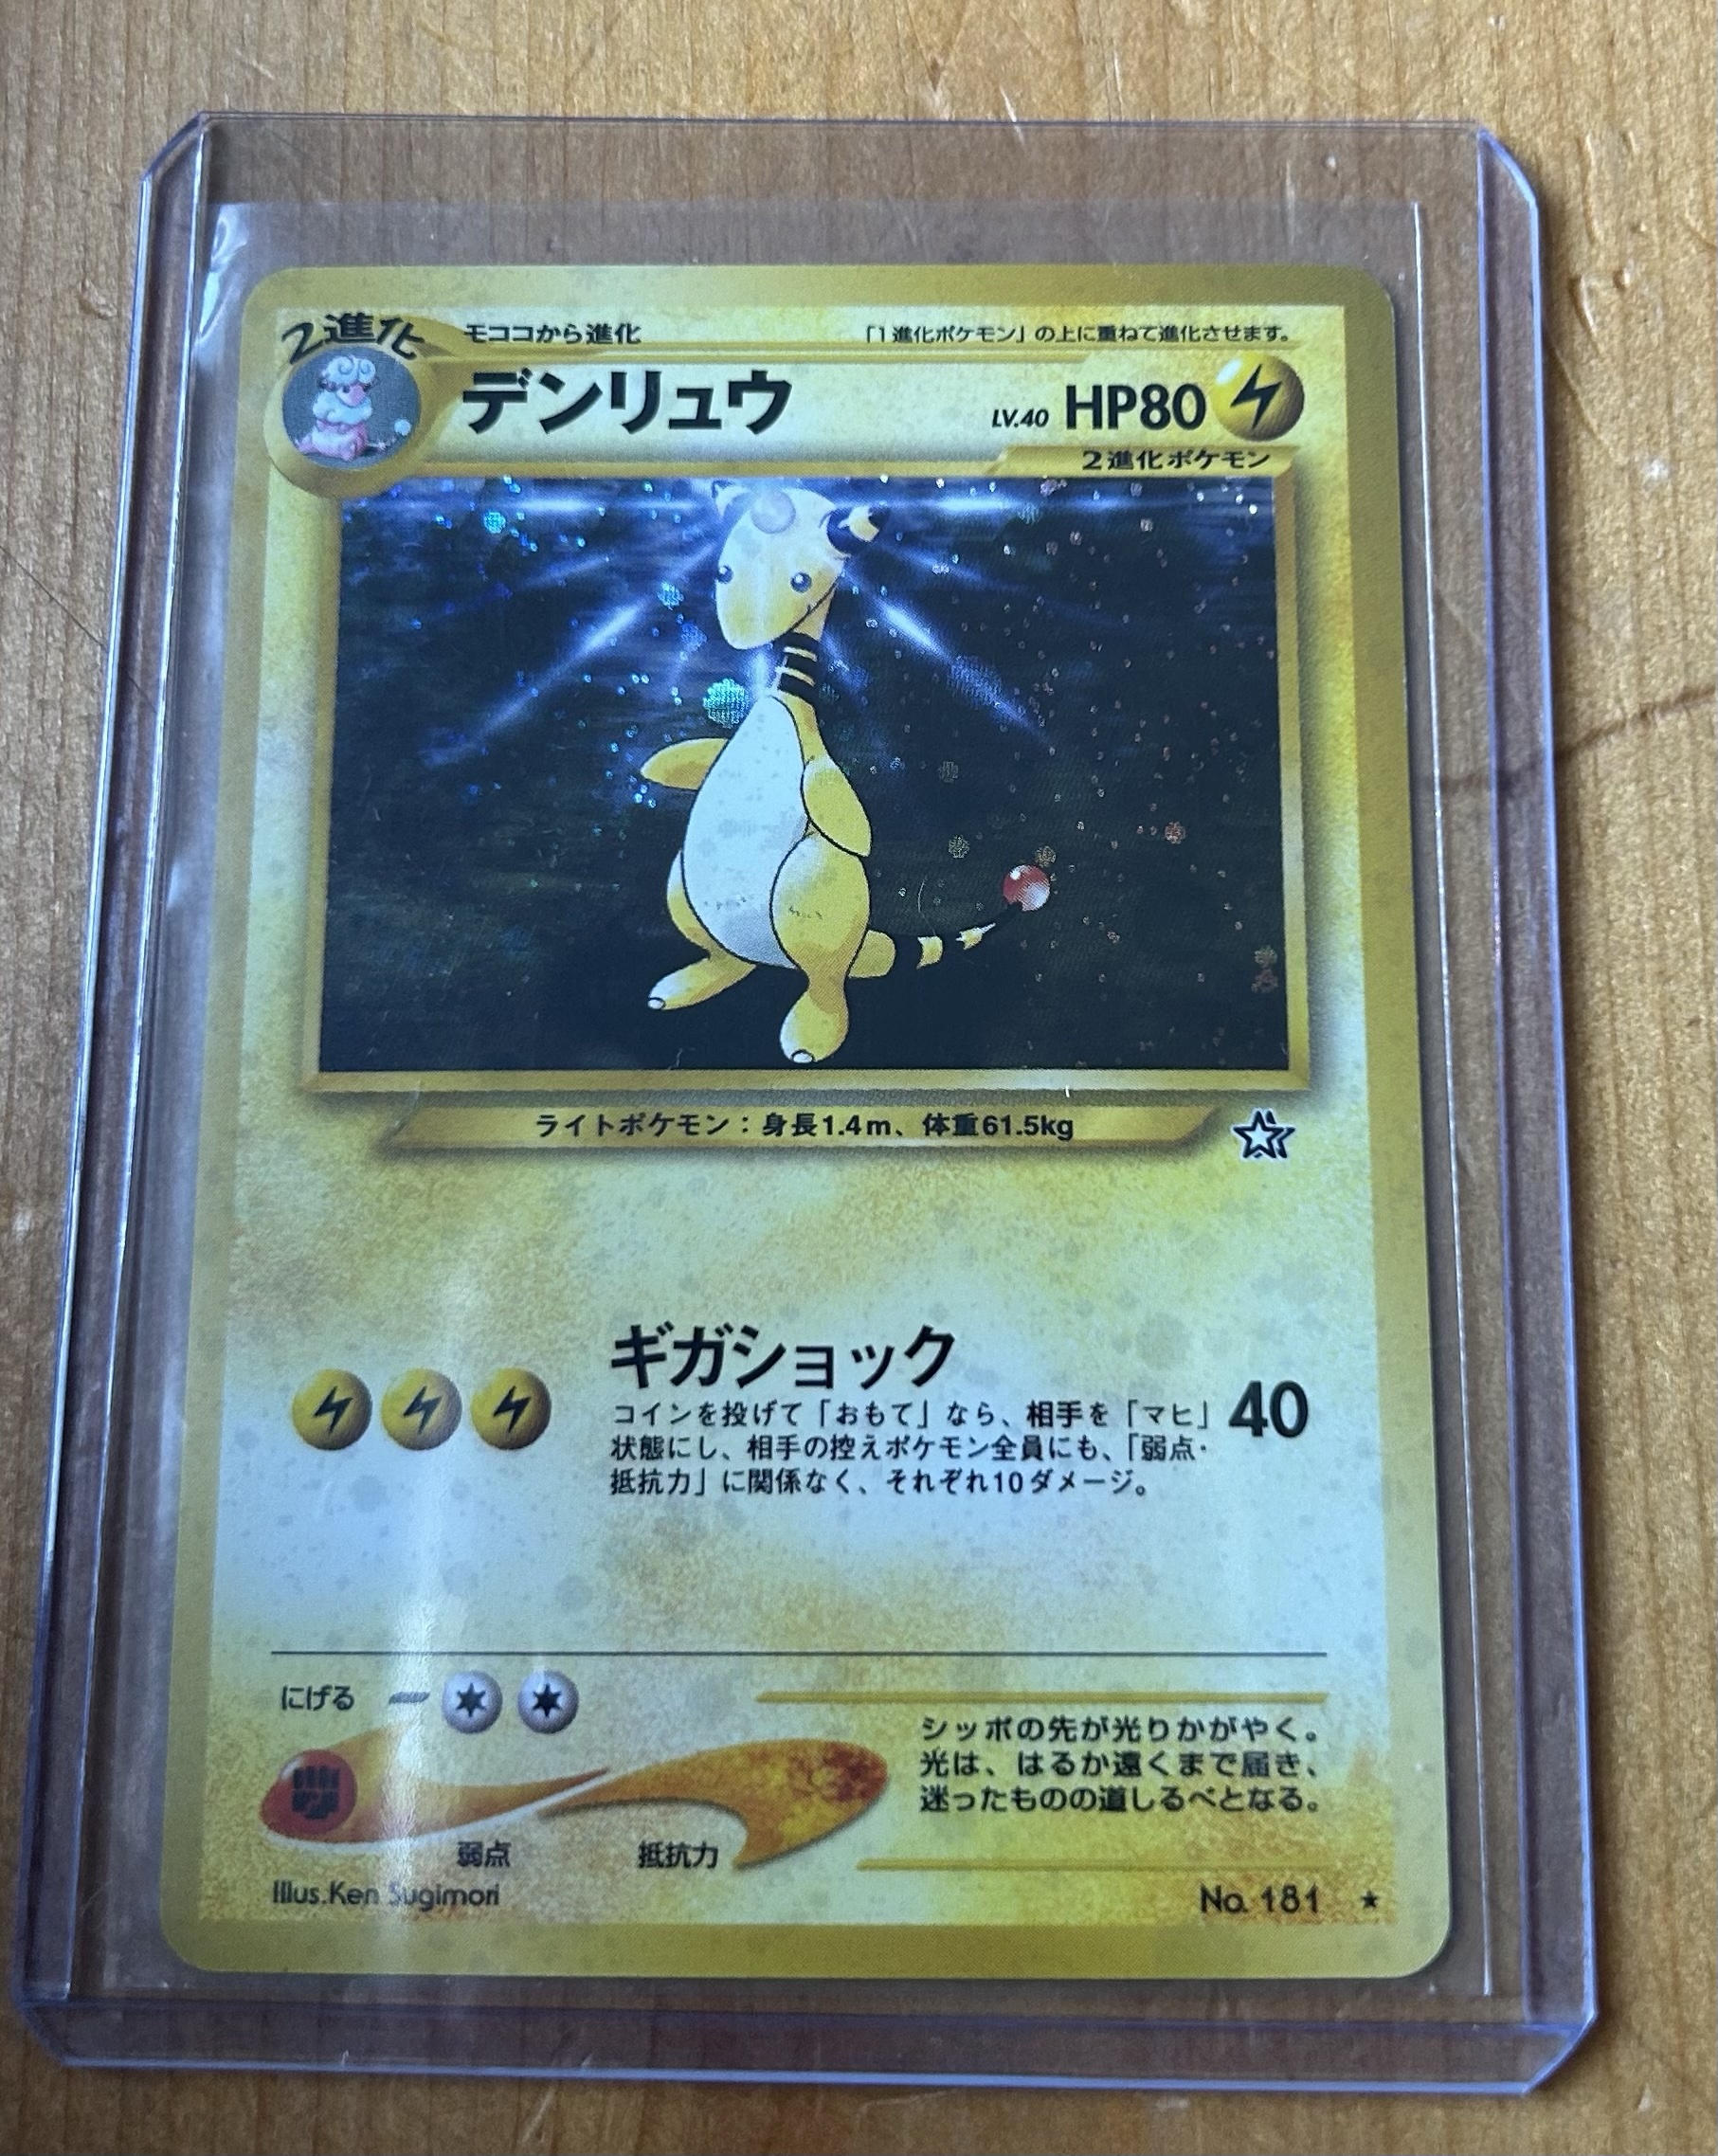 2進化
モココから進化
「1進化ポケモン」の上に重ねて進化させます。
デンリュウ
LV.40 HP80
2進化ポケモン
ライトポケモン：身長1.4m、体重61.5kg
ギガショック
コインを投げて「おもて」なら、相手を「マヒ」
状態にし、相手の控えポケモン全員にも、「弱点・
抵抗力」に関係なく、それぞれ10ダメージ。
40
にげる
シッポの先が光りかがやく。
光は、はるか遠くまで届き、
迷ったものの道しるべとなる。
弱点
抵抗力
Illus.Ken Sugimori
No. 181 ★